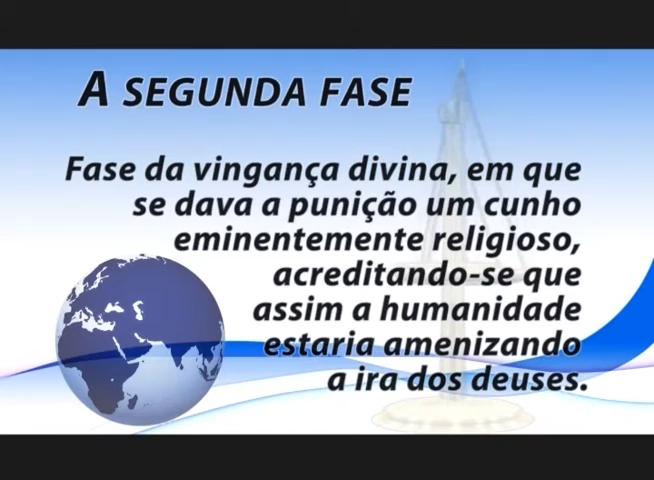 A SEGUNDA FASE
Fase da vingança divina, em que
se dava a punição um cunho
eminentemente religioso,
acreditando-se que
assim a humanidade
estaria amenizando
a ira dos deuses.